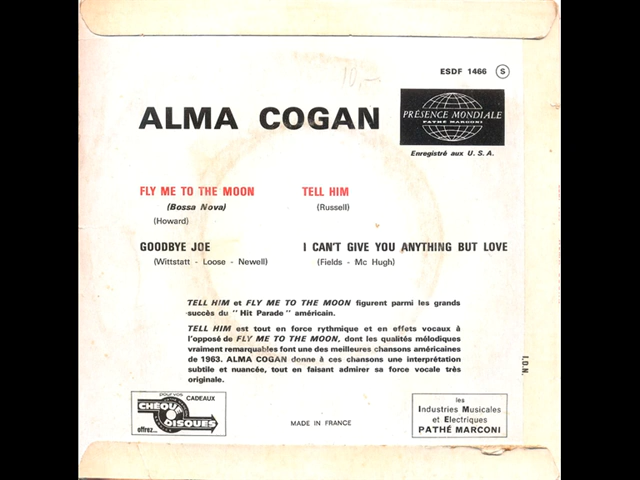 ESDF 1466 S
10,-
ALMA COGAN
PRÉSENCE MONDIALE
PATHÉ MARCONI
Enregistré aux U.S.A.
FLY ME TO THE MOON
(Bossa Nova)
(Howard)
TELL HIM
(Russell)
GOODBYE JOE
(Wittstatt - Loose - Newell)
I CAN'T GIVE YOU ANYTHING BUT LOVE
(Fields - Mc Hugh)
TELL HIM et FLY ME TO THE MOON figurent parmi les grands
succès du " Hit Parade " américain.
TELL HIM est tout en force rythmique et en effets vocaux à
l'opposé de FLY ME TO THE MOON, dont les qualités mélodiques
vraiment remarquables font une des meilleures chansons américaines
de 1963. ALMA COGAN donne à ces chansons une interprétation
subtile et nuancée, tout en faisant admirer sa force vocale très
originale.
I.D.N.
pour vos CADEAUX
CHEQUE
DISQUES
offrez...
MADE IN FRANCE
les
Industries Musicales
et Electriques
PATHÉ MARCONI